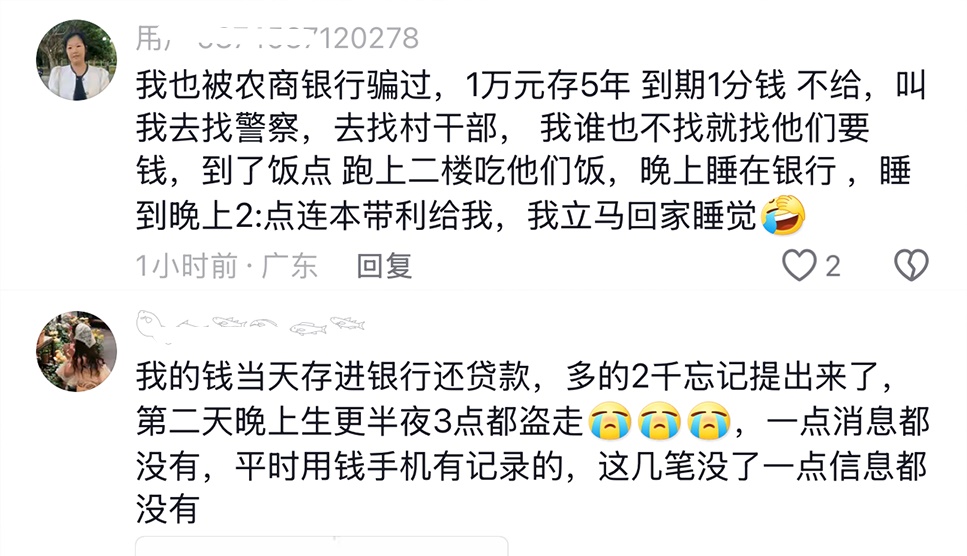 我也被农商银行骗过，1万元存5年 到期1分钱 不给，叫
我去找警察，去找村干部， 我谁也不找就找他们要
钱，到了饭点 跑上二楼吃他们饭，晚上睡在银行 ，睡
到晚上2:点连本带利给我，我立马回家睡觉🤣
1小时前·广东 回复 2
我的钱当天存进银行还贷款，多的2千忘记提出来了，
第二天晚上生更半夜3点都盗走😭😭😭，一点消息都
没有，平时用钱手机有记录的，这几笔没了一点信息都
没有